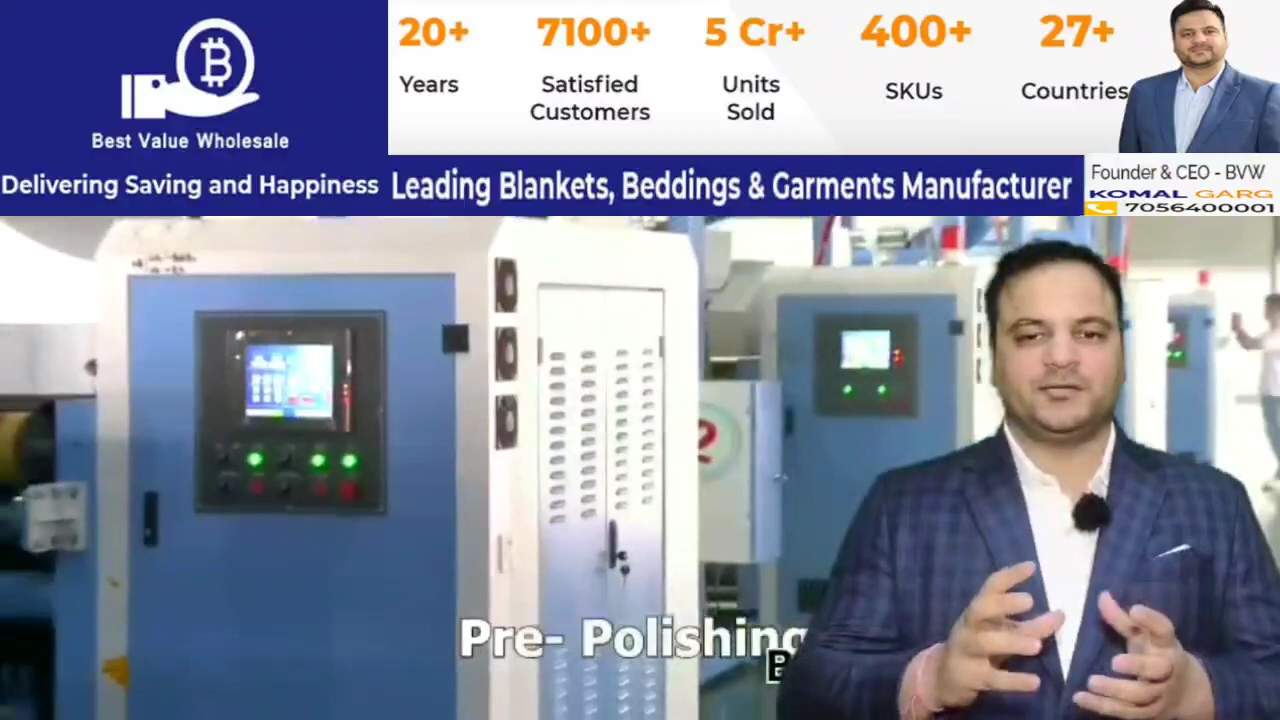 20+
7100+
5 Cr+
400+
27+
Years
Satisfied
Customers
Units
Sold
SKUs
Countries
Best Value Wholesale
Delivering Saving and Happiness
Leading Blankets, Beddings & Garments Manufacturer
Founder & CEO - BVW
KOMAL GARG
7056400001
2
Pre- Polishing
B